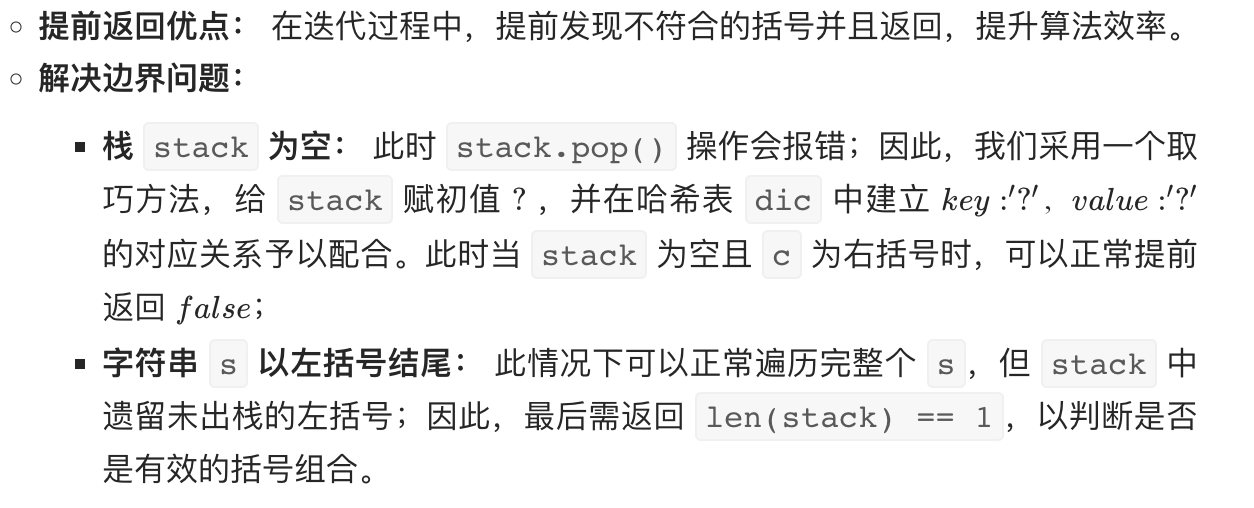 提前返回优点： 在迭代过程中，提前发现不符合的括号并且返回，提升算法效率。
解决边界问题：
栈 stack 为空： 此时 stack.pop() 操作会报错；因此，我们采用一个取
巧方法，给 stack 赋初值 ? ，并在哈希表 dic 中建立 key :′?′，value :′?′
的对应关系予以配合。此时当 stack 为空且 c 为右括号时，可以正常提前
返回 false；
字符串 s 以左括号结尾： 此情况下可以正常遍历完整个 s，但 stack 中
遗留未出栈的左括号；因此，最后需返回 len(stack) == 1，以判断是否
是有效的括号组合。